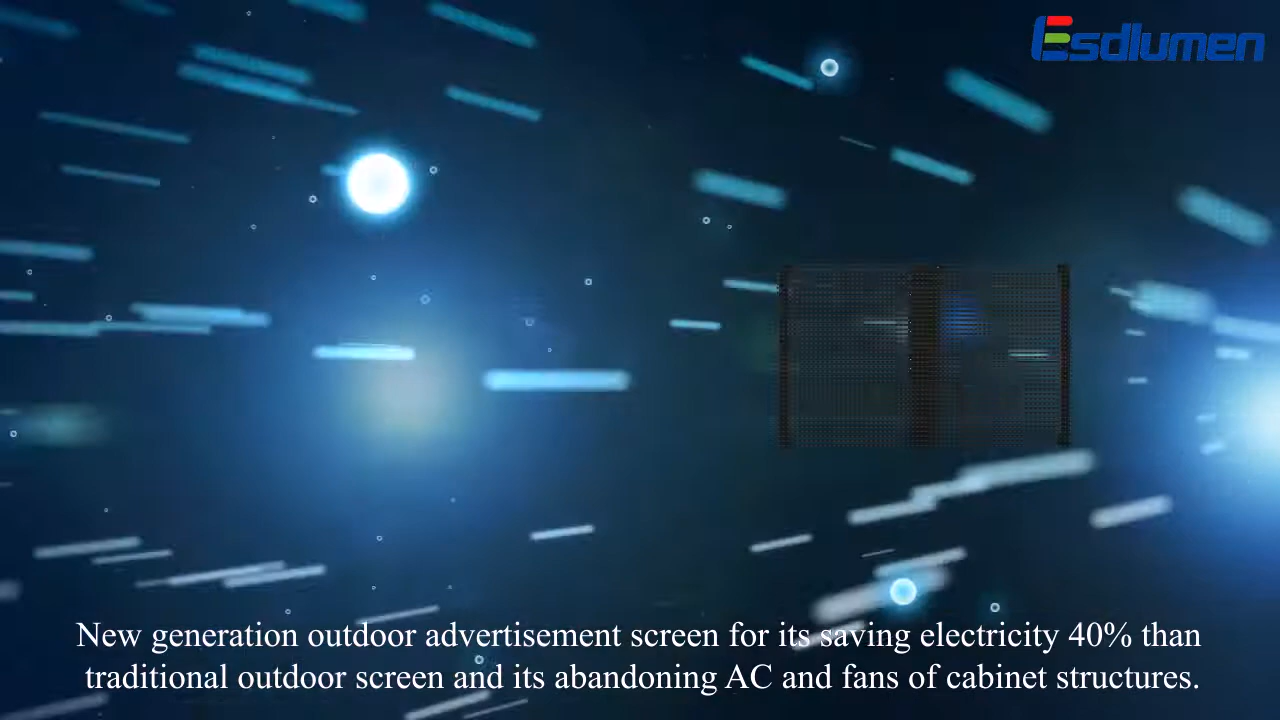 Esdlumen
New generation outdoor advertisement screen for its saving electricity 40% than
traditional outdoor screen and its abandoning AC and fans of cabinet structures.